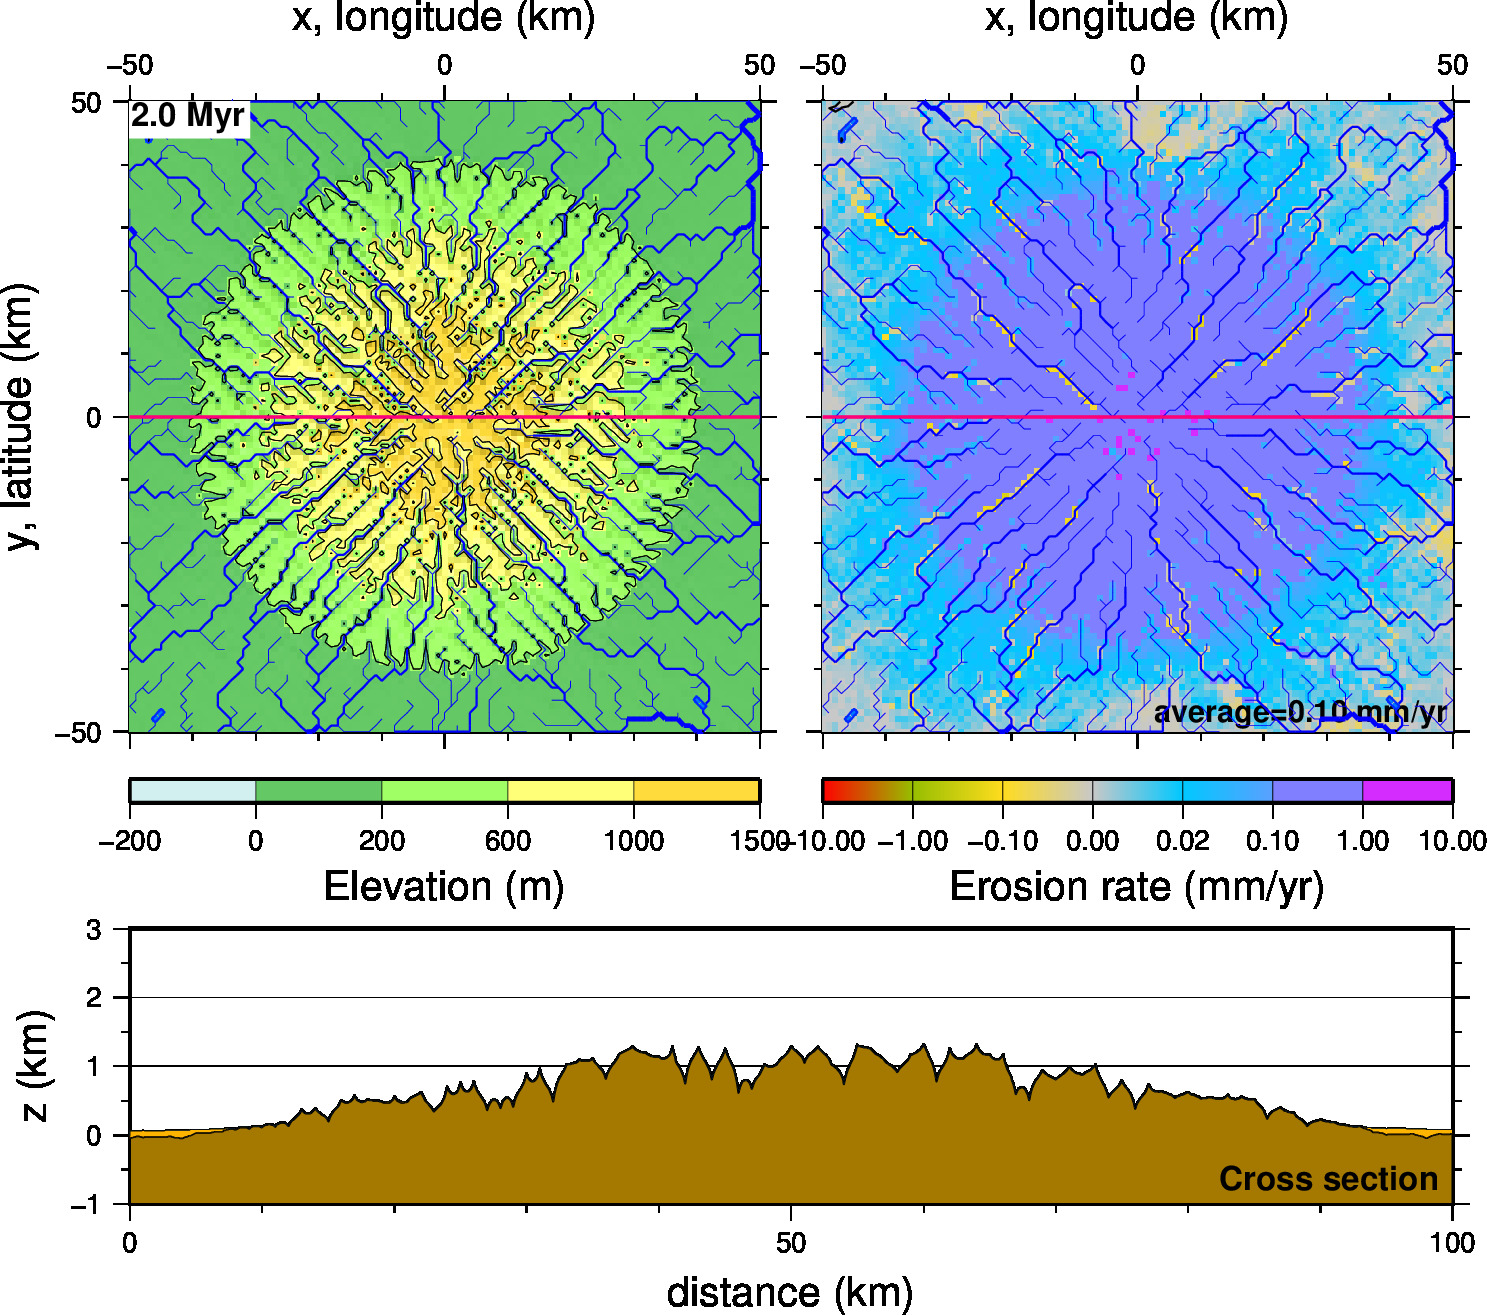 x, longitude (km)
x, longitude (km)
−50 0 50
−50 0 50
50
0
−50
y, latitude (km)
2.0 Myr
average=0.10 mm/yr
−200 0 200 600 1000 1500
Elevation (m)
−10.00 −1.00 −0.10 0.00 0.02 0.10 1.00 10.00
Erosion rate (mm/yr)
3
2
1
0
−1
z (km)
Cross section
0 50 100
distance (km)